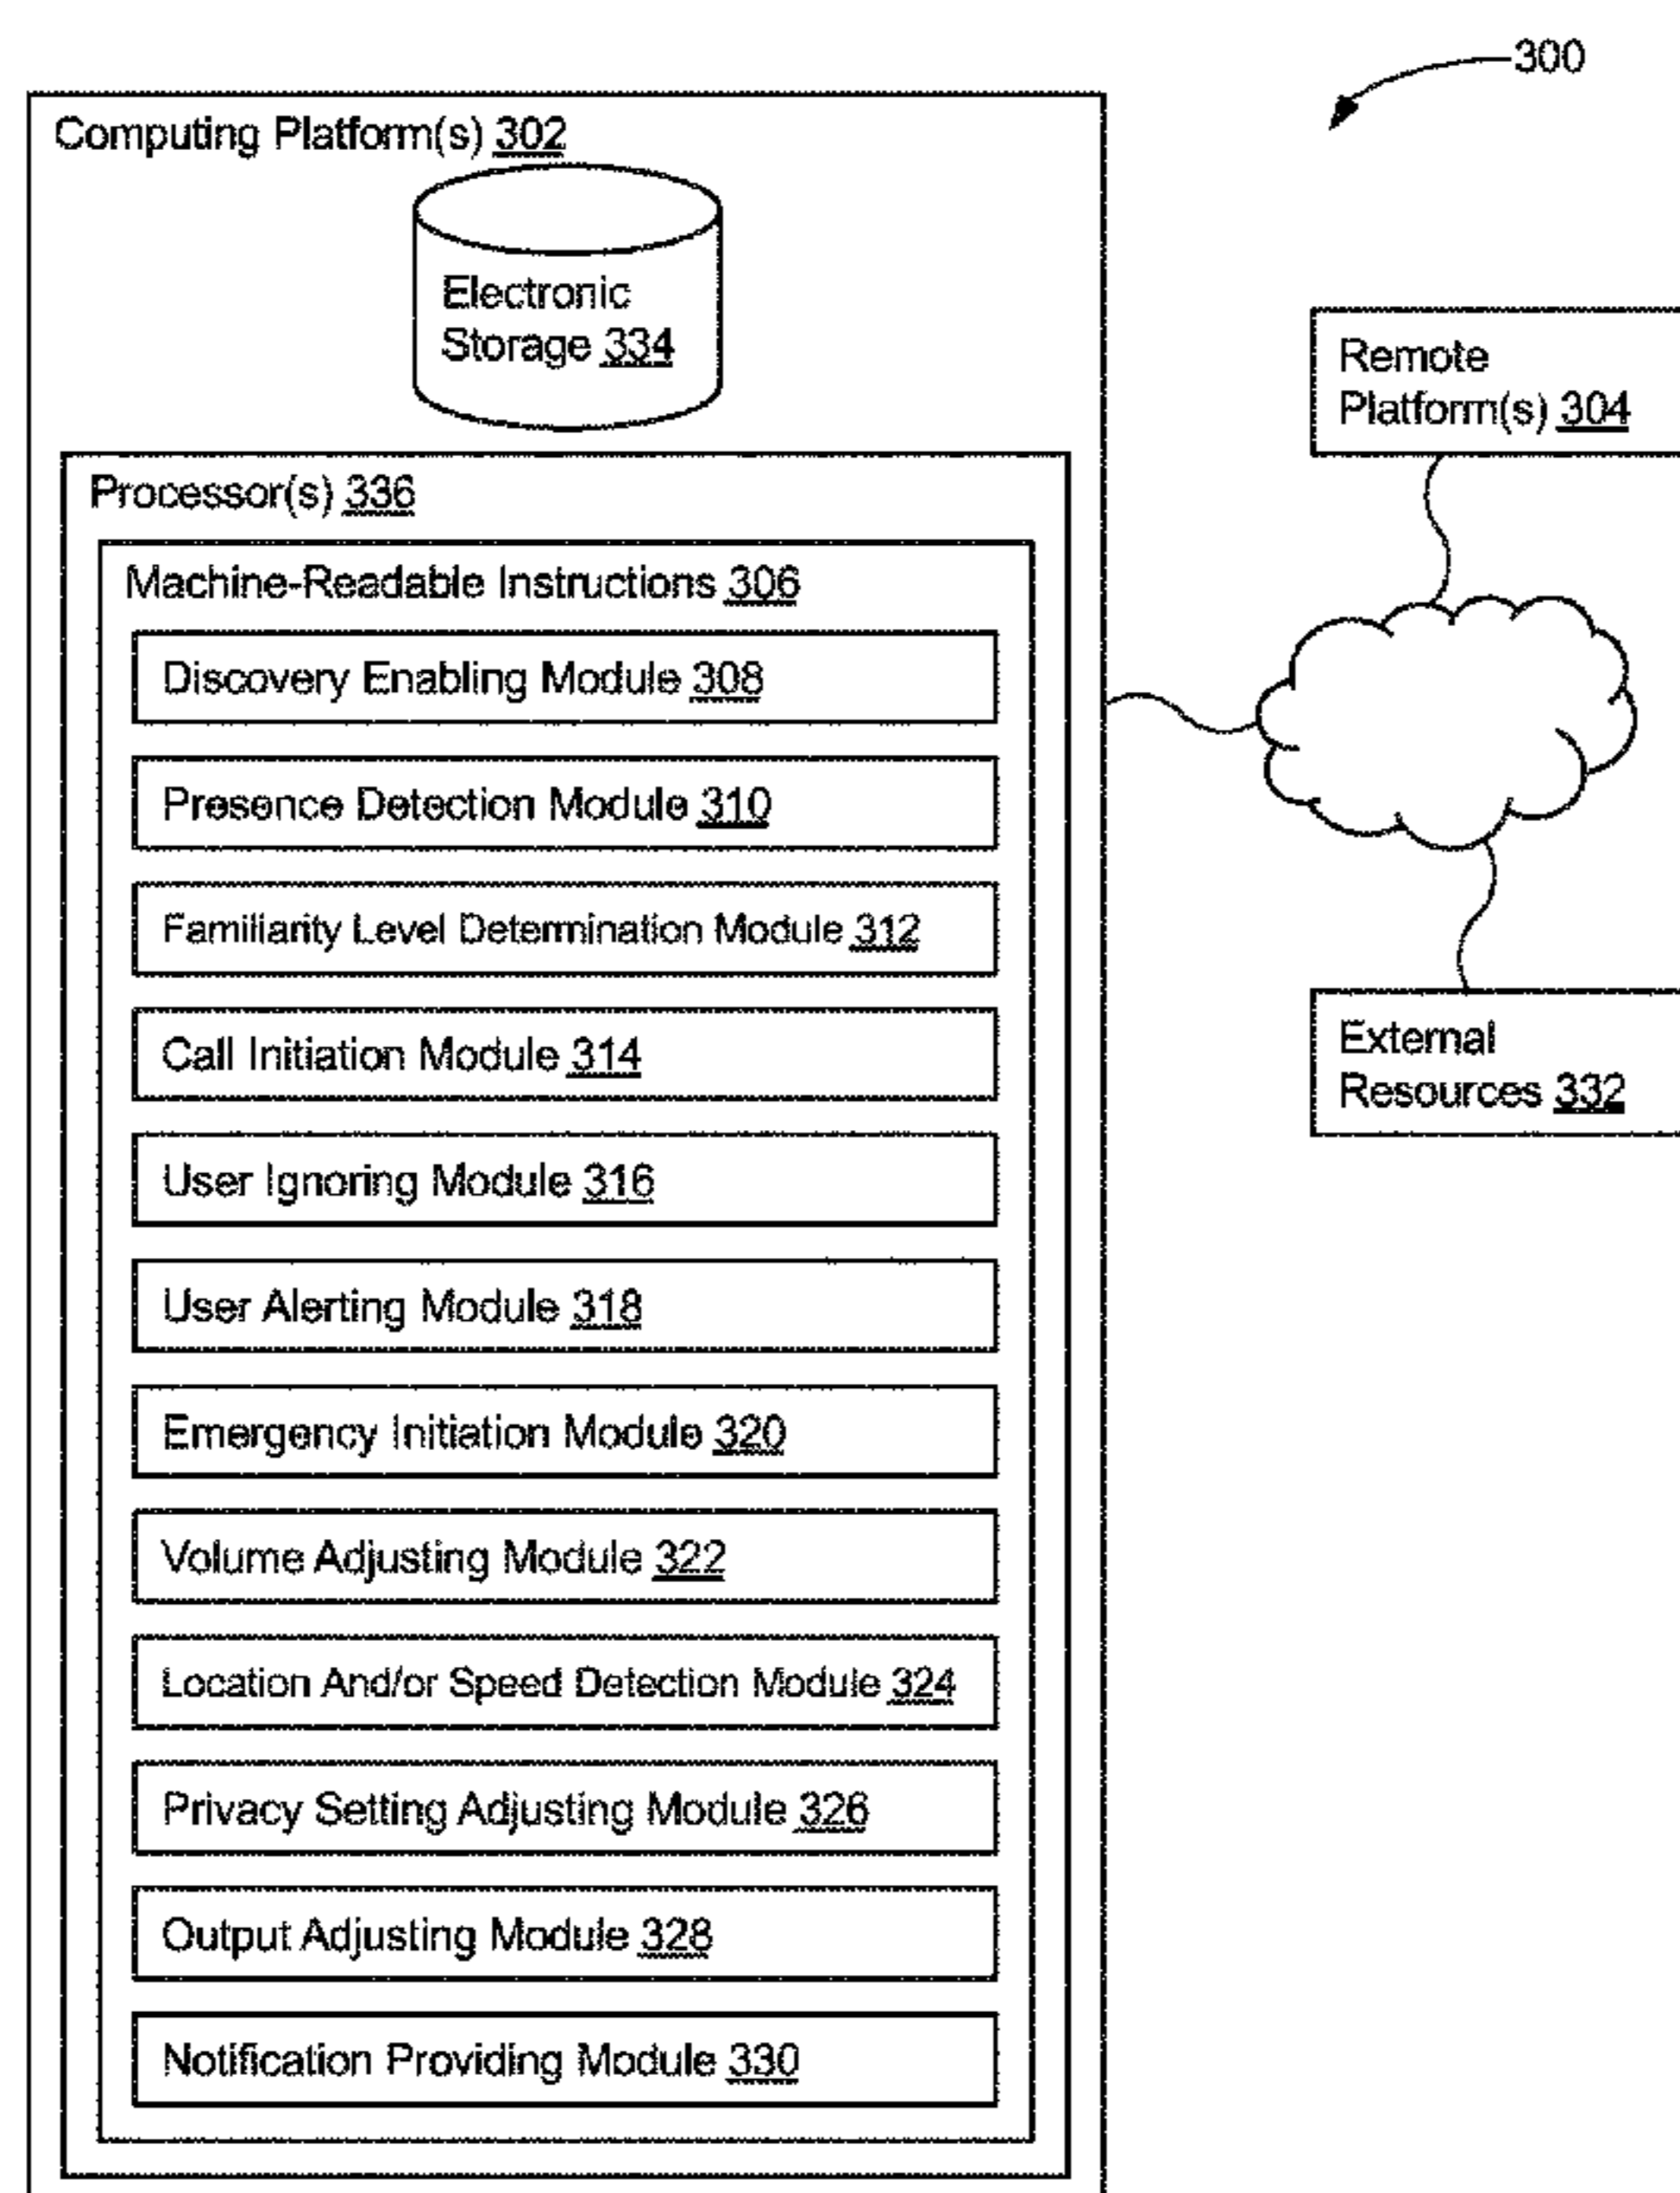 300
Computing Platform(s) 302
Electronic
Storage 334
Remote
Platform(s) 304
Processor(s) 336
Machine-Readable Instructions 306
Discovery Enabling Module 308
Presence Detection Module 310
Familiarity Level Determination Module 312
Call Initiation Module 314
External
Resources 332
User Ignoring Module 316
User Alerting Module 318
Emergency Initiation Module 320
Volume Adjusting Module 322
Location And/or Speed Detection Module 324
Privacy Setting Adjusting Module 326
Output Adjusting Module 328
Notification Providing Module 330